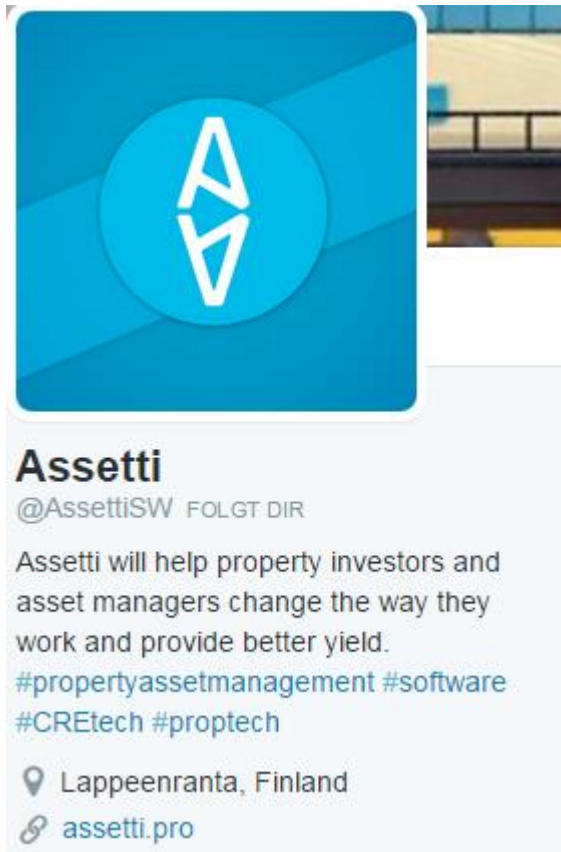 Assetti
@AssettiSW FOLGT DIR
Assetti will help property investors and
asset managers change the way they
work and provide better yield.
#propertyassetmanagement #software
#CREtech #proptech
Lappeenranta, Finland
assetti.pro